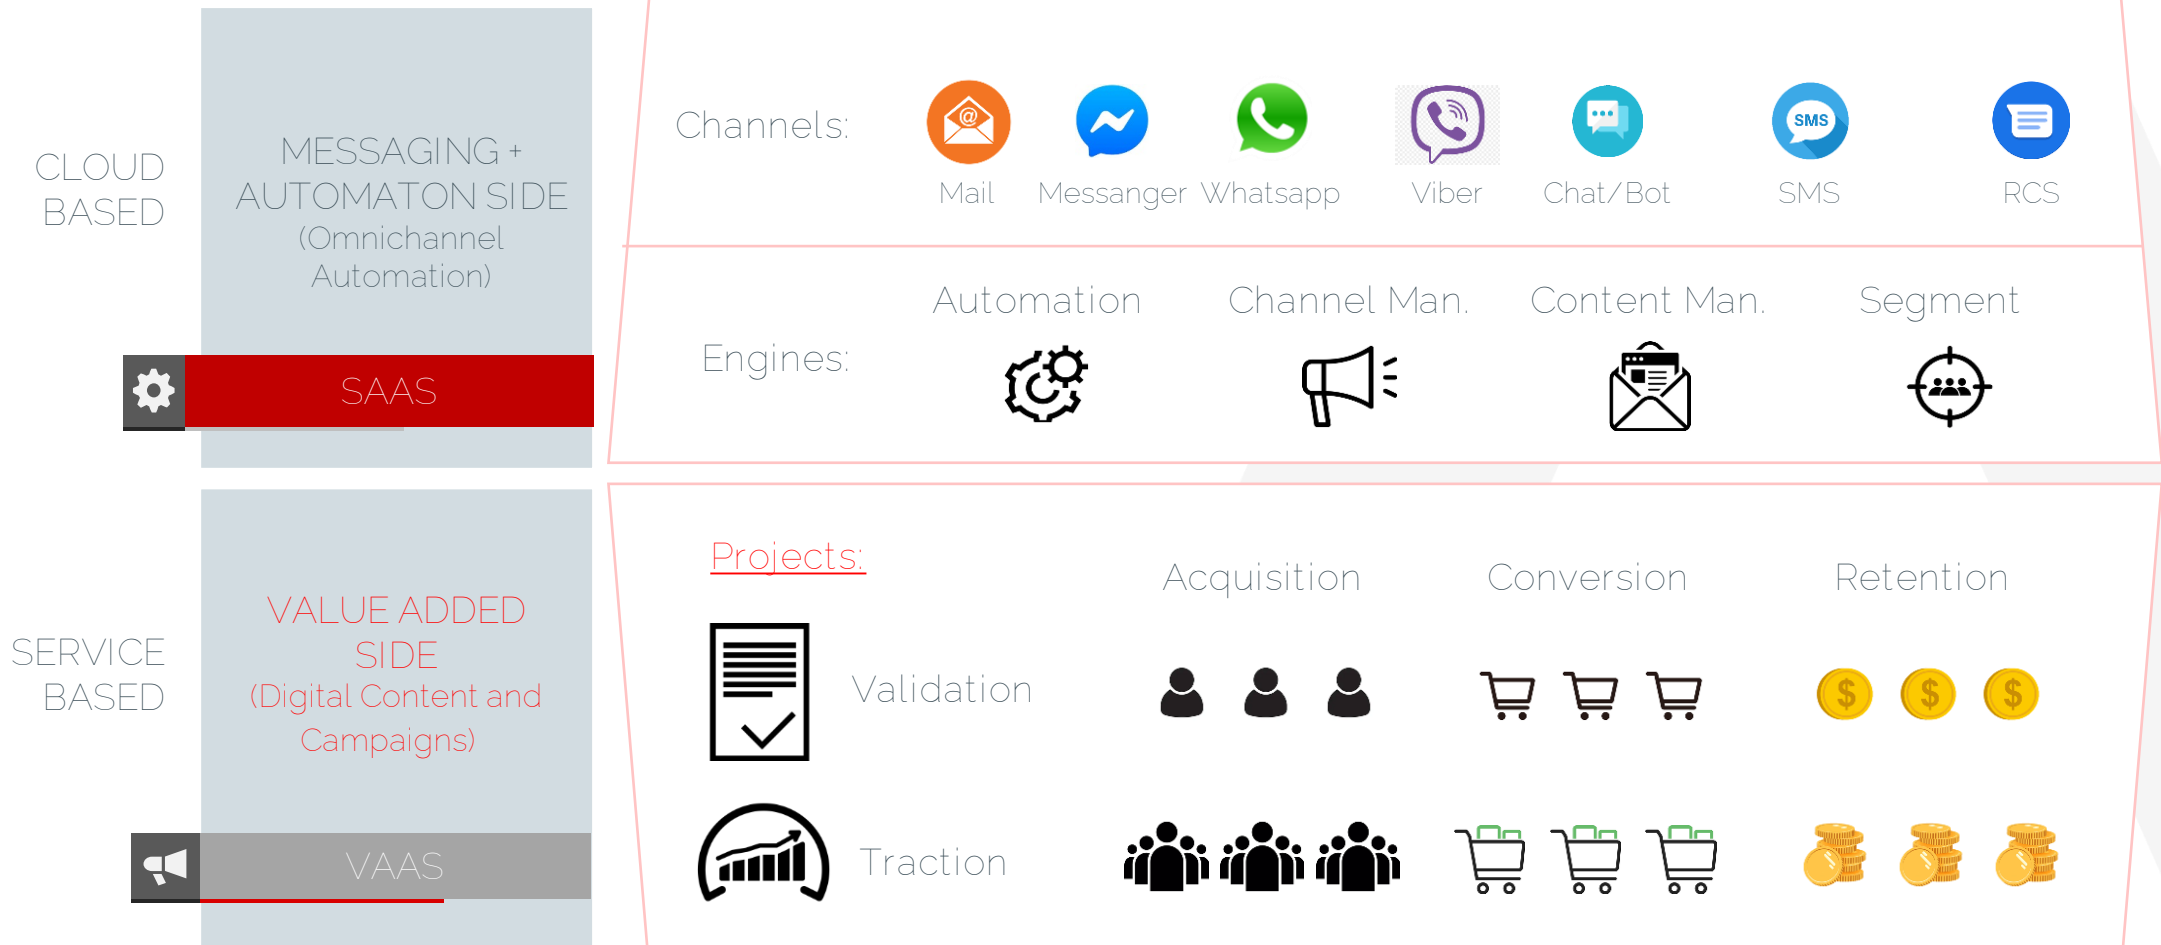 CLOUD
BASED
MESSAGING +
AUTOMATON SIDE
(Omnichannel
Automation)
SAAS
Channels:
@
SMS
Mail
Messanger
Whatsapp
Viber
Chat/Bot
SMS
RCS
Engines:
Automation
Channel Man.
Content Man.
Segment
SERVICE
BASED
VALUE ADDED
SIDE
(Digital Content and
Campaigns)
VAAS
Projects:
Acquisition
Conversion
Retention
Validation
$ $ $
Traction